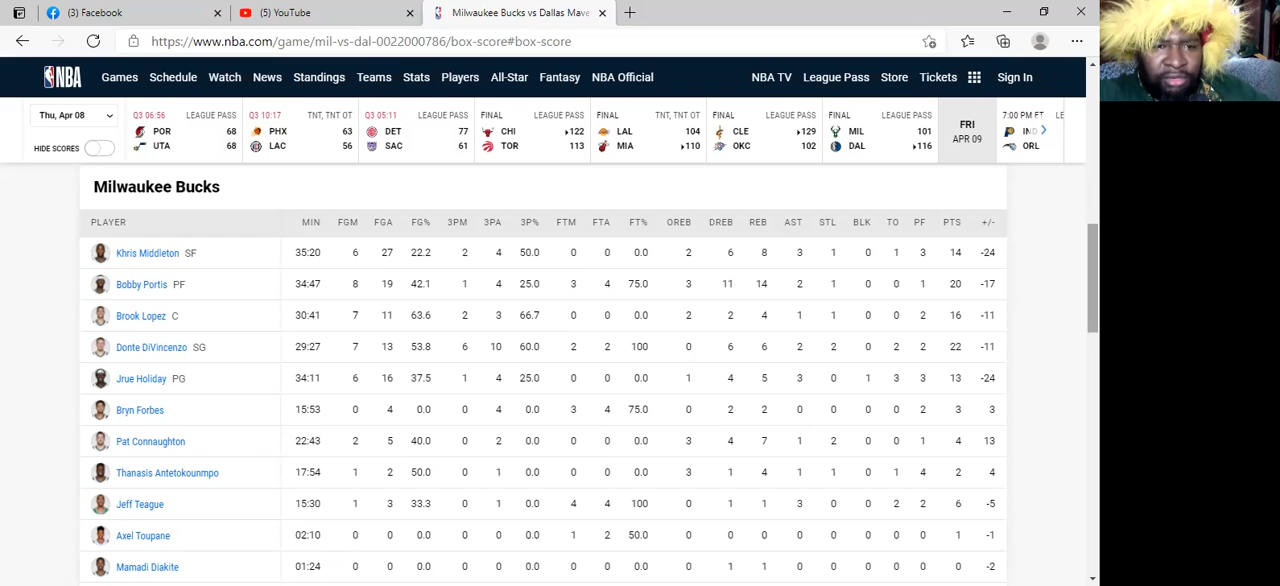 (3) Facebook
(5) YouTube
Milwaukee Bucks vs Dallas Mave
https://www.nba.com/game/mil-vs-dal-0022000786/box-score#box-score
NBA Games Schedule Watch News Standings Teams Stats Players All-Star Fantasy NBA Official NBA TV League Pass Store Tickets Sign In
Thu, Apr 08
HIDE SCORES
Q3 06:56 LEAGUE PASS
POR 68
UTA 68
Q3 10:17 TNT, TNT OT
PHX 63
LAC 56
Q3 05:11 LEAGUE PASS
DET 77
SAC 61
FINAL LEAGUE PASS
CHI 122
TOR 113
FINAL TNT, TNT OT
LAL 104
MIA 110
FINAL LEAGUE PASS
CLE 129
OKC 102
FINAL LEAGUE PASS
MIL 101
DAL 116
FRI
APR 09
7:00 PM ET LE
IND
ORL
Milwaukee Bucks
PLAYER MIN FGM FGA FG% 3PM 3PA 3P% FTM FTA FT% OREB DREB REB AST STL BLK TO PF PTS +/-
Khris Middleton SF 35:20 6 27 22.2 2 4 50.0 0 0 0.0 2 6 8 3 1 0 1 3 14 -24
Bobby Portis PF 34:47 8 19 42.1 1 4 25.0 3 4 75.0 3 11 14 2 1 0 0 1 20 -17
Brook Lopez C 30:41 7 11 63.6 2 3 66.7 0 0 0.0 2 2 4 1 1 0 0 2 16 -11
Donte DiVincenzo SG 29:27 7 13 53.8 6 10 60.0 2 2 100 0 6 6 2 2 0 2 2 22 -11
Jrue Holiday PG 34:11 6 16 37.5 1 4 25.0 0 0 0.0 1 4 5 3 0 1 3 3 13 -24
Bryn Forbes 15:53 0 4 0.0 0 4 0.0 3 4 75.0 0 2 2 0 0 0 0 2 3 3
Pat Connaughton 22:43 2 5 40.0 0 2 0.0 0 0 0.0 3 4 7 1 2 0 0 1 4 13
Thanasis Antetokounmpo 17:54 1 2 50.0 0 1 0.0 0 0 0.0 3 1 4 1 1 0 1 4 2 4
Jeff Teague 15:30 1 3 33.3 0 1 0.0 4 4 100 0 1 1 3 0 0 2 2 6 -5
Axel Toupane 02:10 0 0 0.0 0 0 0.0 1 2 50.0 0 0 0 0 0 0 0 0 1 -1
Mamadi Diakite 01:24 0 0 0.0 0 0 0.0 0 0 0.0 0 1 1 0 0 0 0 0 0 -2